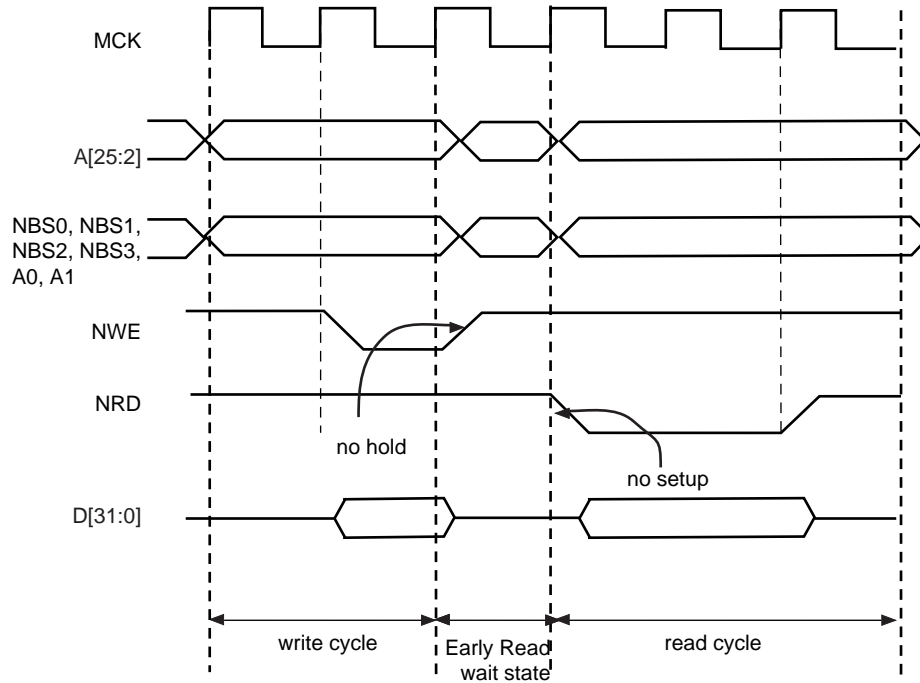 MCK
A[25:2]
NBS0, NBS1,
NBS2, NBS3,
A0, A1
NWE
NRD
no hold
no setup
D[31:0]
write cycle
Early Read
wait state
read cycle